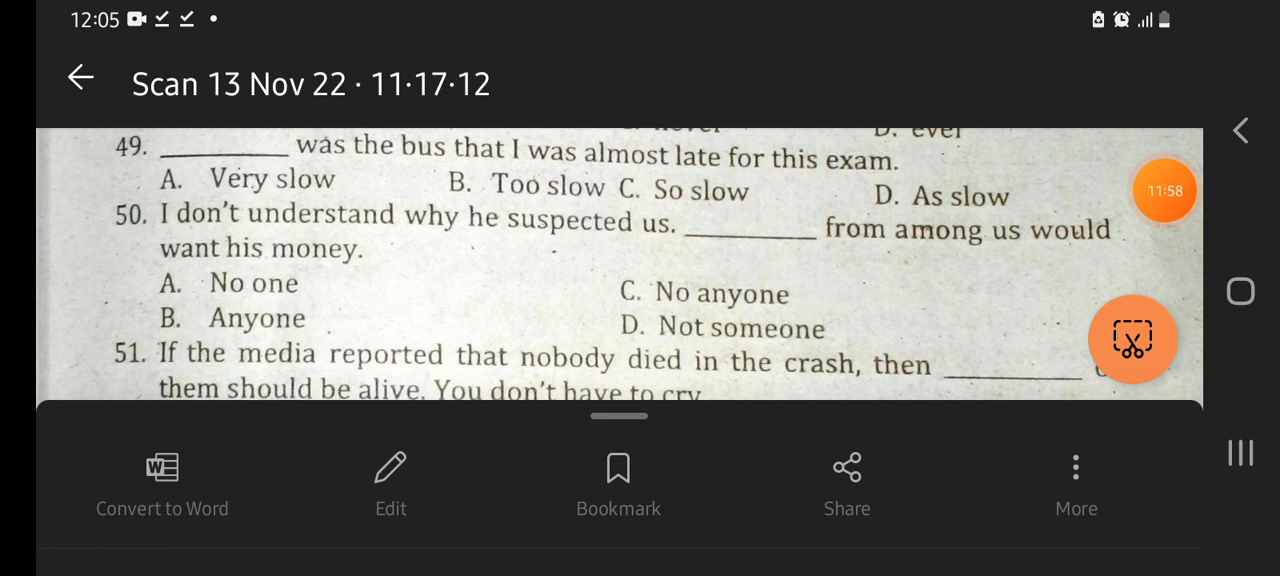 12:05
Scan 13 Nov 22 · 11·17·12
D. ever
49. __________ was the bus that I was almost late for this exam.
A. Very slow B. Too slow C. So slow D. As slow
11:58
50. I don't understand why he suspected us. __________ from among us would
want his money.
A. No one C. No anyone
B. Anyone D. Not someone
51. If the media reported that nobody died in the crash, then __________
them should be alive. You don't have to cry
Convert to Word Edit Bookmark Share More